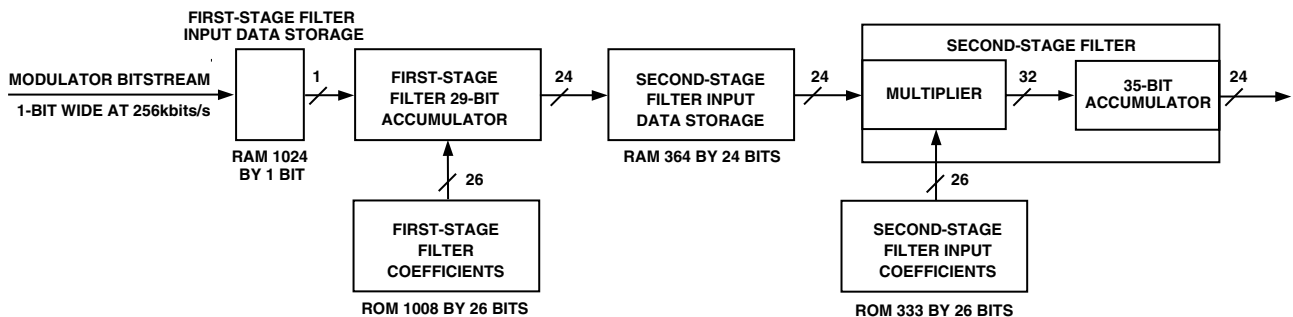 FIRST-STAGE FILTER
INPUT DATA STORAGE
MODULATOR BITSTREAM
1-BIT WIDE AT 256kbits/s
RAM 1024
BY 1 BIT
1
FIRST-STAGE
FILTER 29-BIT
ACCUMULATOR
26
FIRST-STAGE
FILTER
COEFFICIENTS
ROM 1008 BY 26 BITS
24
SECOND-STAGE
FILTER INPUT
DATA STORAGE
RAM 364 BY 24 BITS
24
SECOND-STAGE FILTER
MULTIPLIER
32
35-BIT
ACCUMULATOR
24
26
SECOND-STAGE
FILTER INPUT
COEFFICIENTS
ROM 333 BY 26 BITS